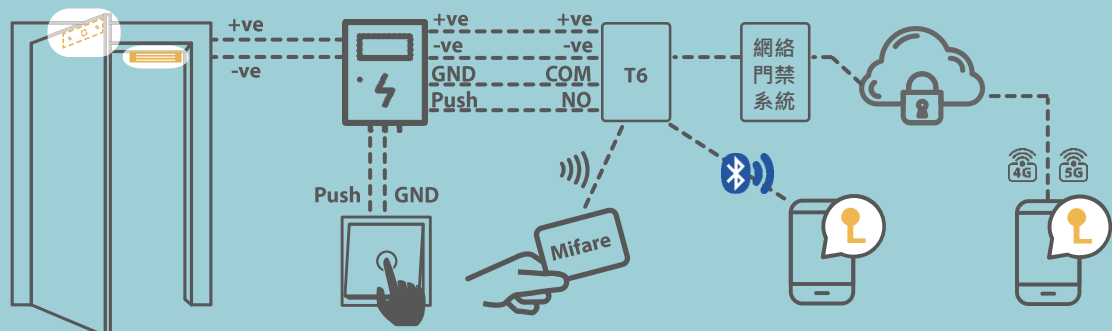 +ve
-ve
+ve
-ve
GND
Push
+ve
-ve
COM
NO
T6
網絡
門禁
系統
4G
5G
Push
GND
Mifare